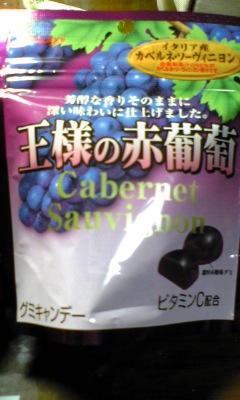 イタリア産
カベルネ・ソーヴィニヨン
芳醇な香りそのままに
深い味わいに仕上げました。
王様の赤葡萄
Cabernet
Sauvignon
グミキャンデー
ビタミンC配合